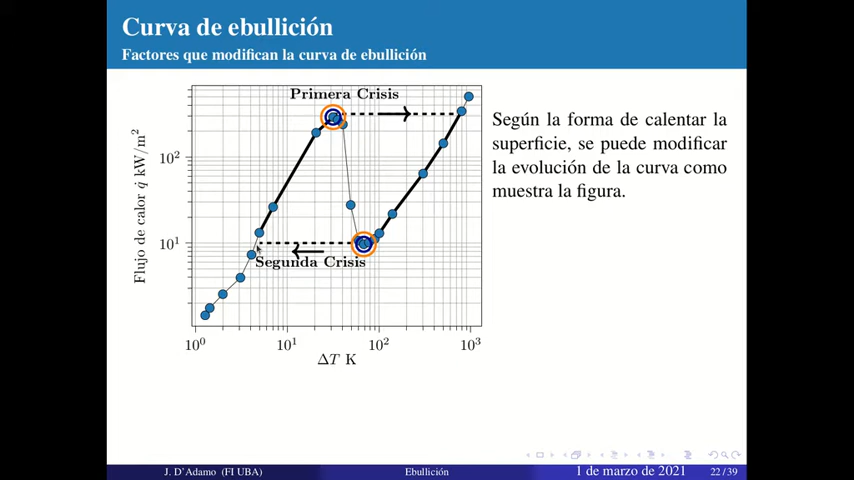 Curva de ebullición
Factores que modifican la curva de ebullición
Primera Crisis
Según la forma de calentar la
superficie, se puede modificar
la evolución de la curva como
muestra la figura.
Flujo de calor q̇ kW/m²
10²
10¹
Segunda Crisis
10⁰ 10¹ 10² 10³
ΔT K
J. D'Adamo (FI UBA) Ebullición 1 de marzo de 2021 22 / 39